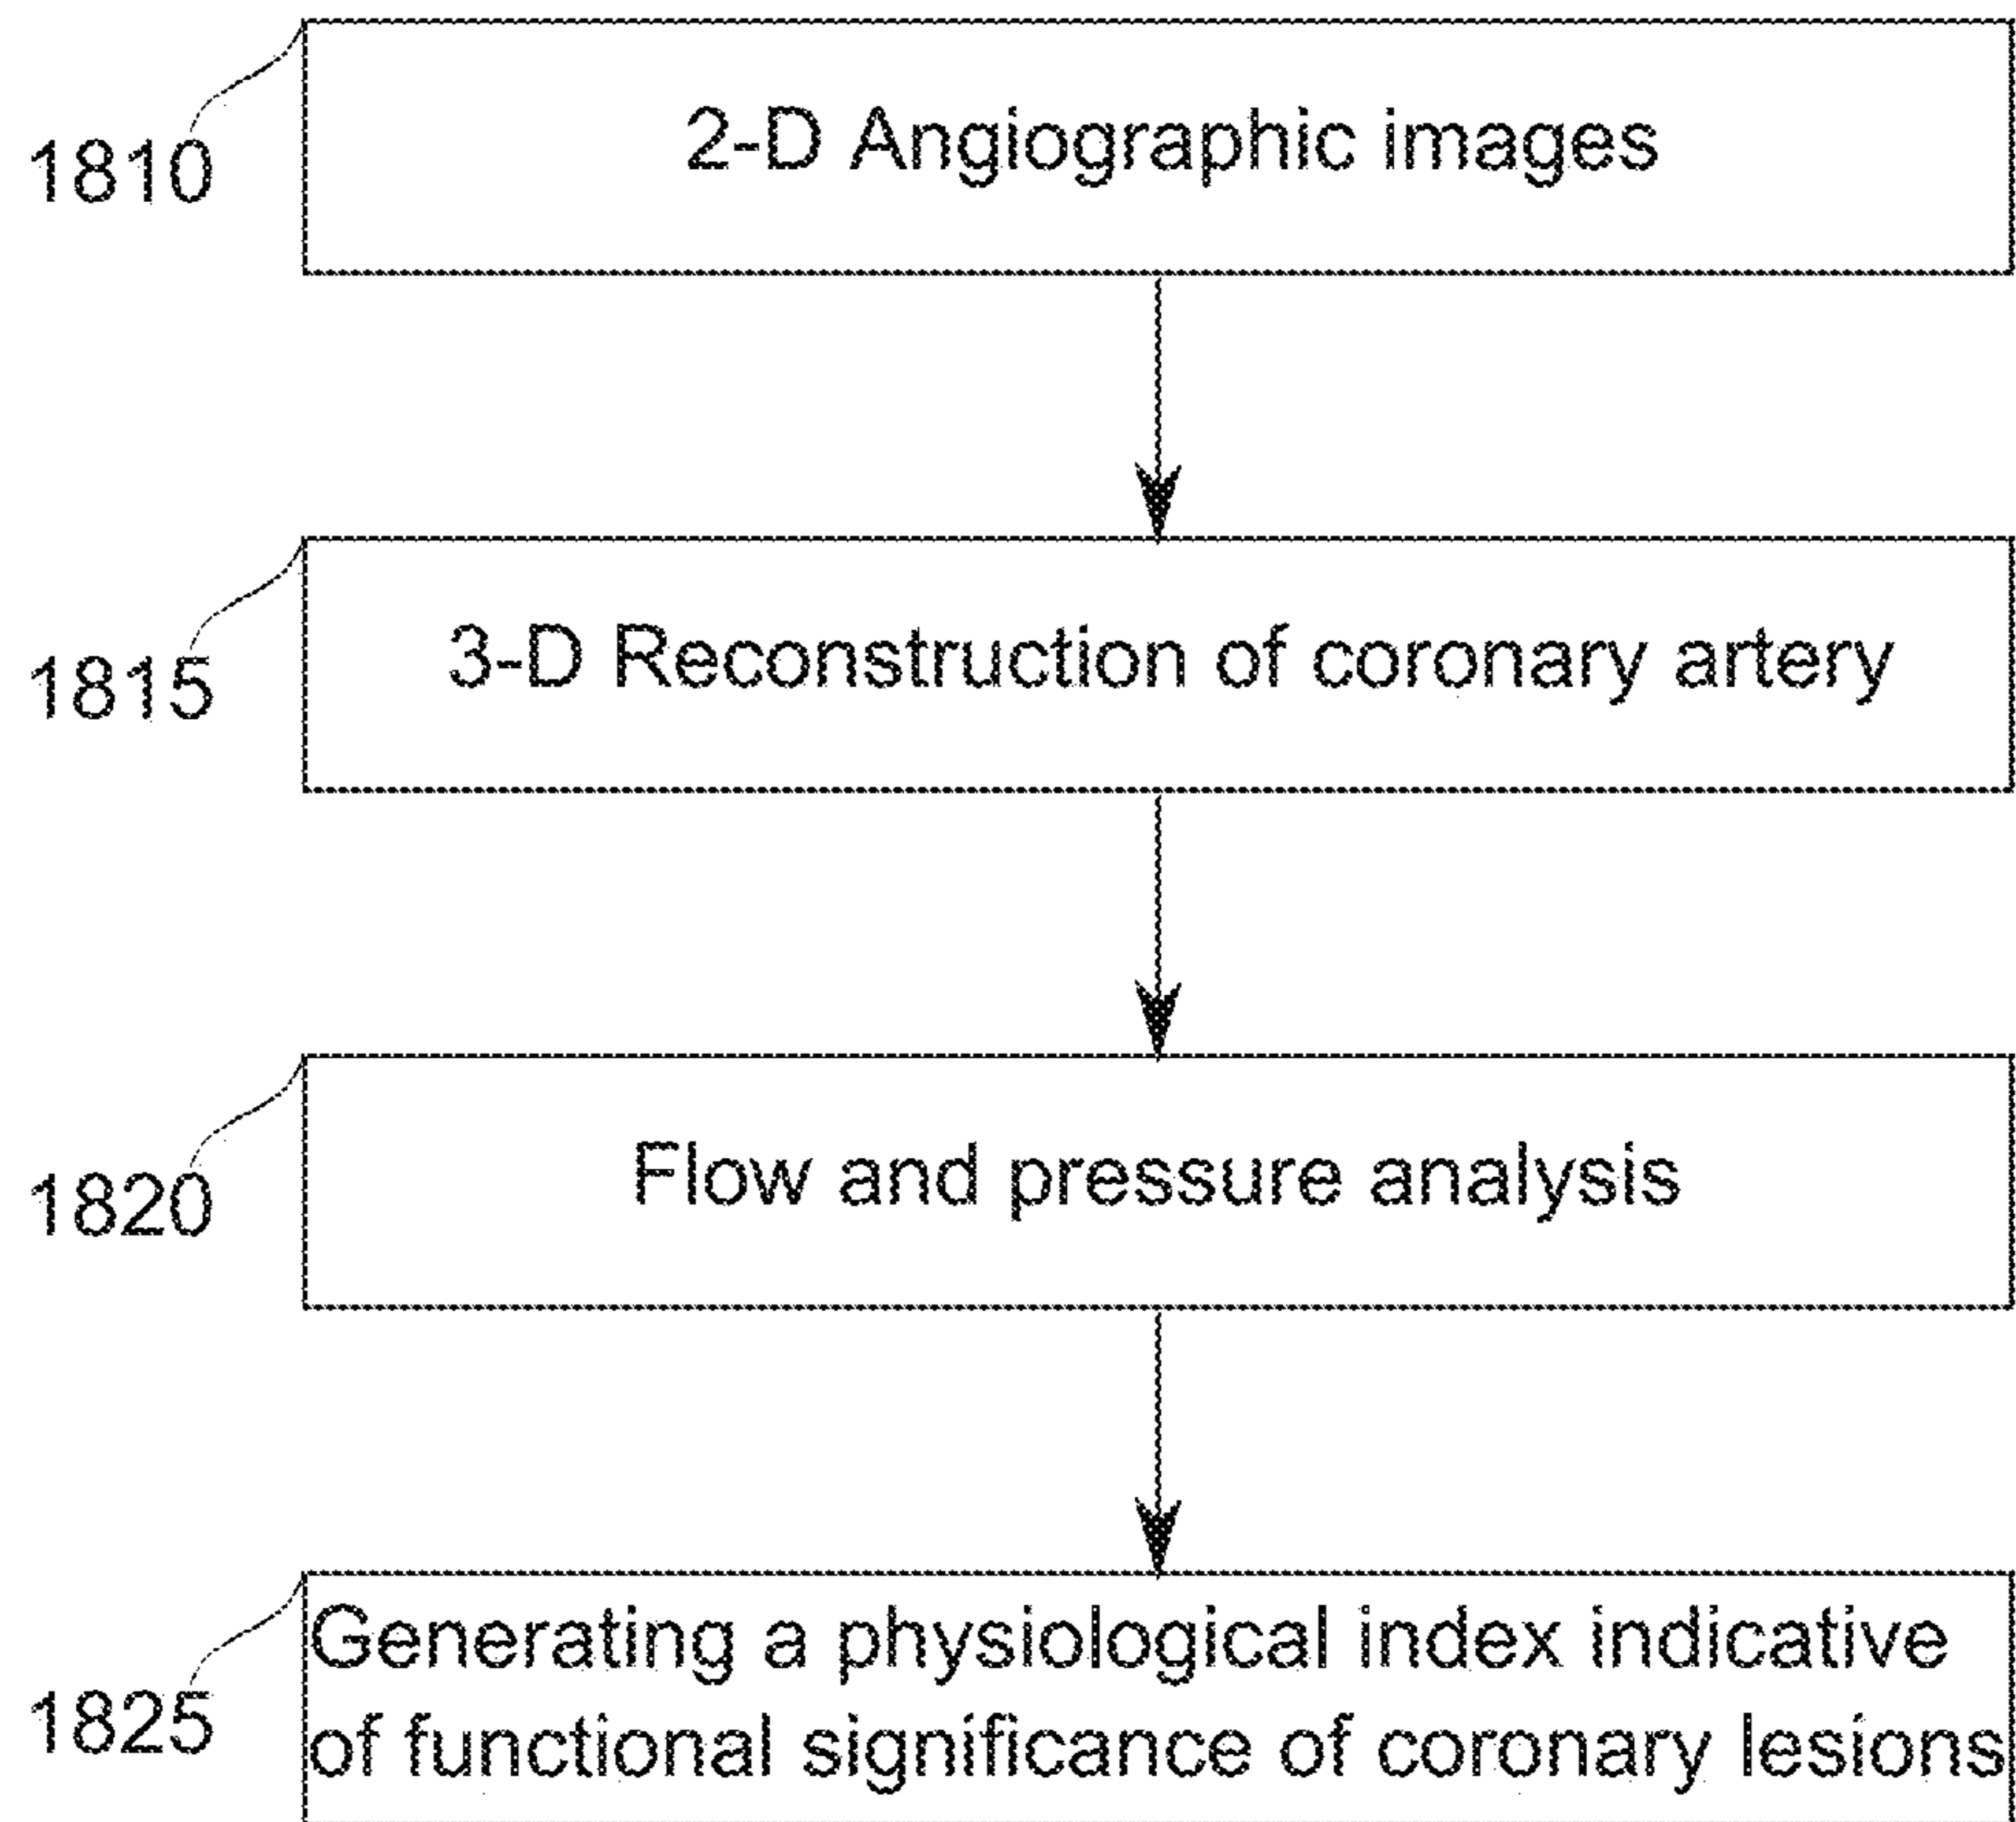 2-D Angiographic images
1810
3-D Reconstruction of coronary artery
1815
Flow and pressure analysis
1820
Generating a physiological index indicative
of functional significance of coronary lesions
1825